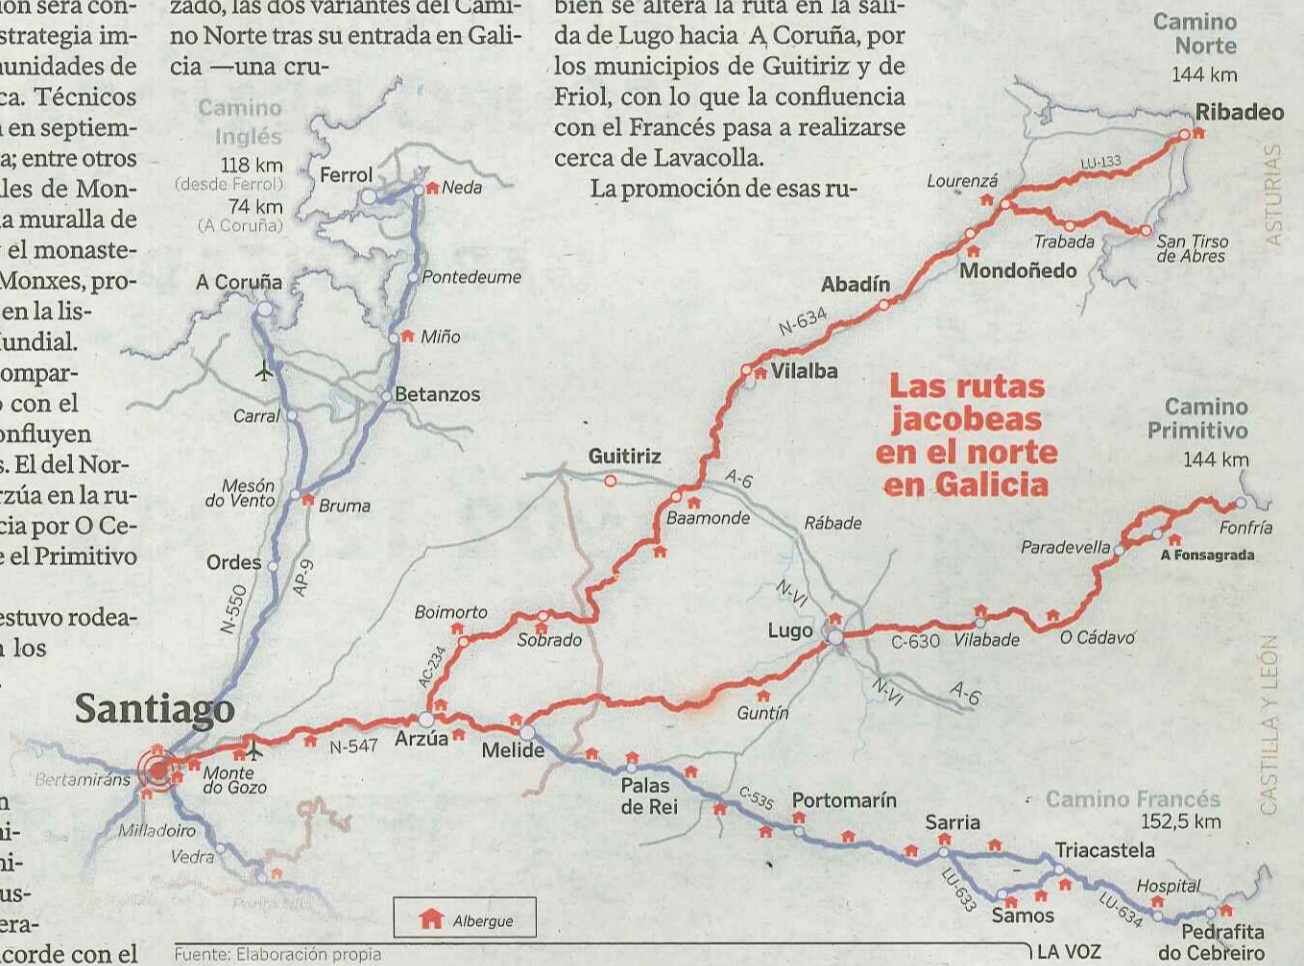 ion será con-
strategia im-
unidades de
ca. Técnicos
en septiem-
a; entre otros
les de Mon-
a muralla de
el monaste-
Monxes, pro-
en la lis-
undial.
ompar-
con el
onfluyen
s. El del Nor-
rzúa en la ru-
cia por O Ce-
e el Primitivo
estuvo rodea-
los
corde con el
zado, las dos variantes del Cami-
no Norte tras su entrada en Gali-
cia —una cru-
bien se altera la ruta en la sali-
da de Lugo hacia A Coruña, por
los municipios de Guitiriz y de
Friol, con lo que la confluencia
con el Francés pasa a realizarse
cerca de Lavacolla.
La promoción de esas ru-
Las rutas
jacobeas
en el norte
en Galicia
Camino
Inglés
118 km
(desde Ferrol)
74 km
(A Coruña)
Ferrol
Neda
A Coruña
Pontedeume
Miño
Betanzos
Carral
Mesón
do Vento
Bruma
Ordes
N-550
AP-9
Santiago
Bertamiráns
Milladoiro
Vedra
Monte
do Gozo
N-547
Camino
Norte
144 km
Ribadeo
LU-133
Lourenzá
Trabada
San Tirso
de Abres
Mondoñedo
Abadín
N-634
Vilalba
Guitiriz
A-6
Baamonde
Rábade
Boimorto
Sobrado
AC-234
Arzúa
Melide
ASTURIAS
Camino
Primitivo
144 km
Fonfría
Paradevella
A Fonsagrada
N-VI
Lugo
C-630
Vilabade
O Cádavo
N-VI
A-6
Guntín
CASTILLA Y LEÓN
Camino Francés
152,5 km
Palas
de Rei
C-535
Portomarín
Sarria
Triacastela
LU-633
Samos
Hospital
LU-634
Pedrafita
do Cebreiro
Albergue
Fuente: Elaboración propia
LA VOZ